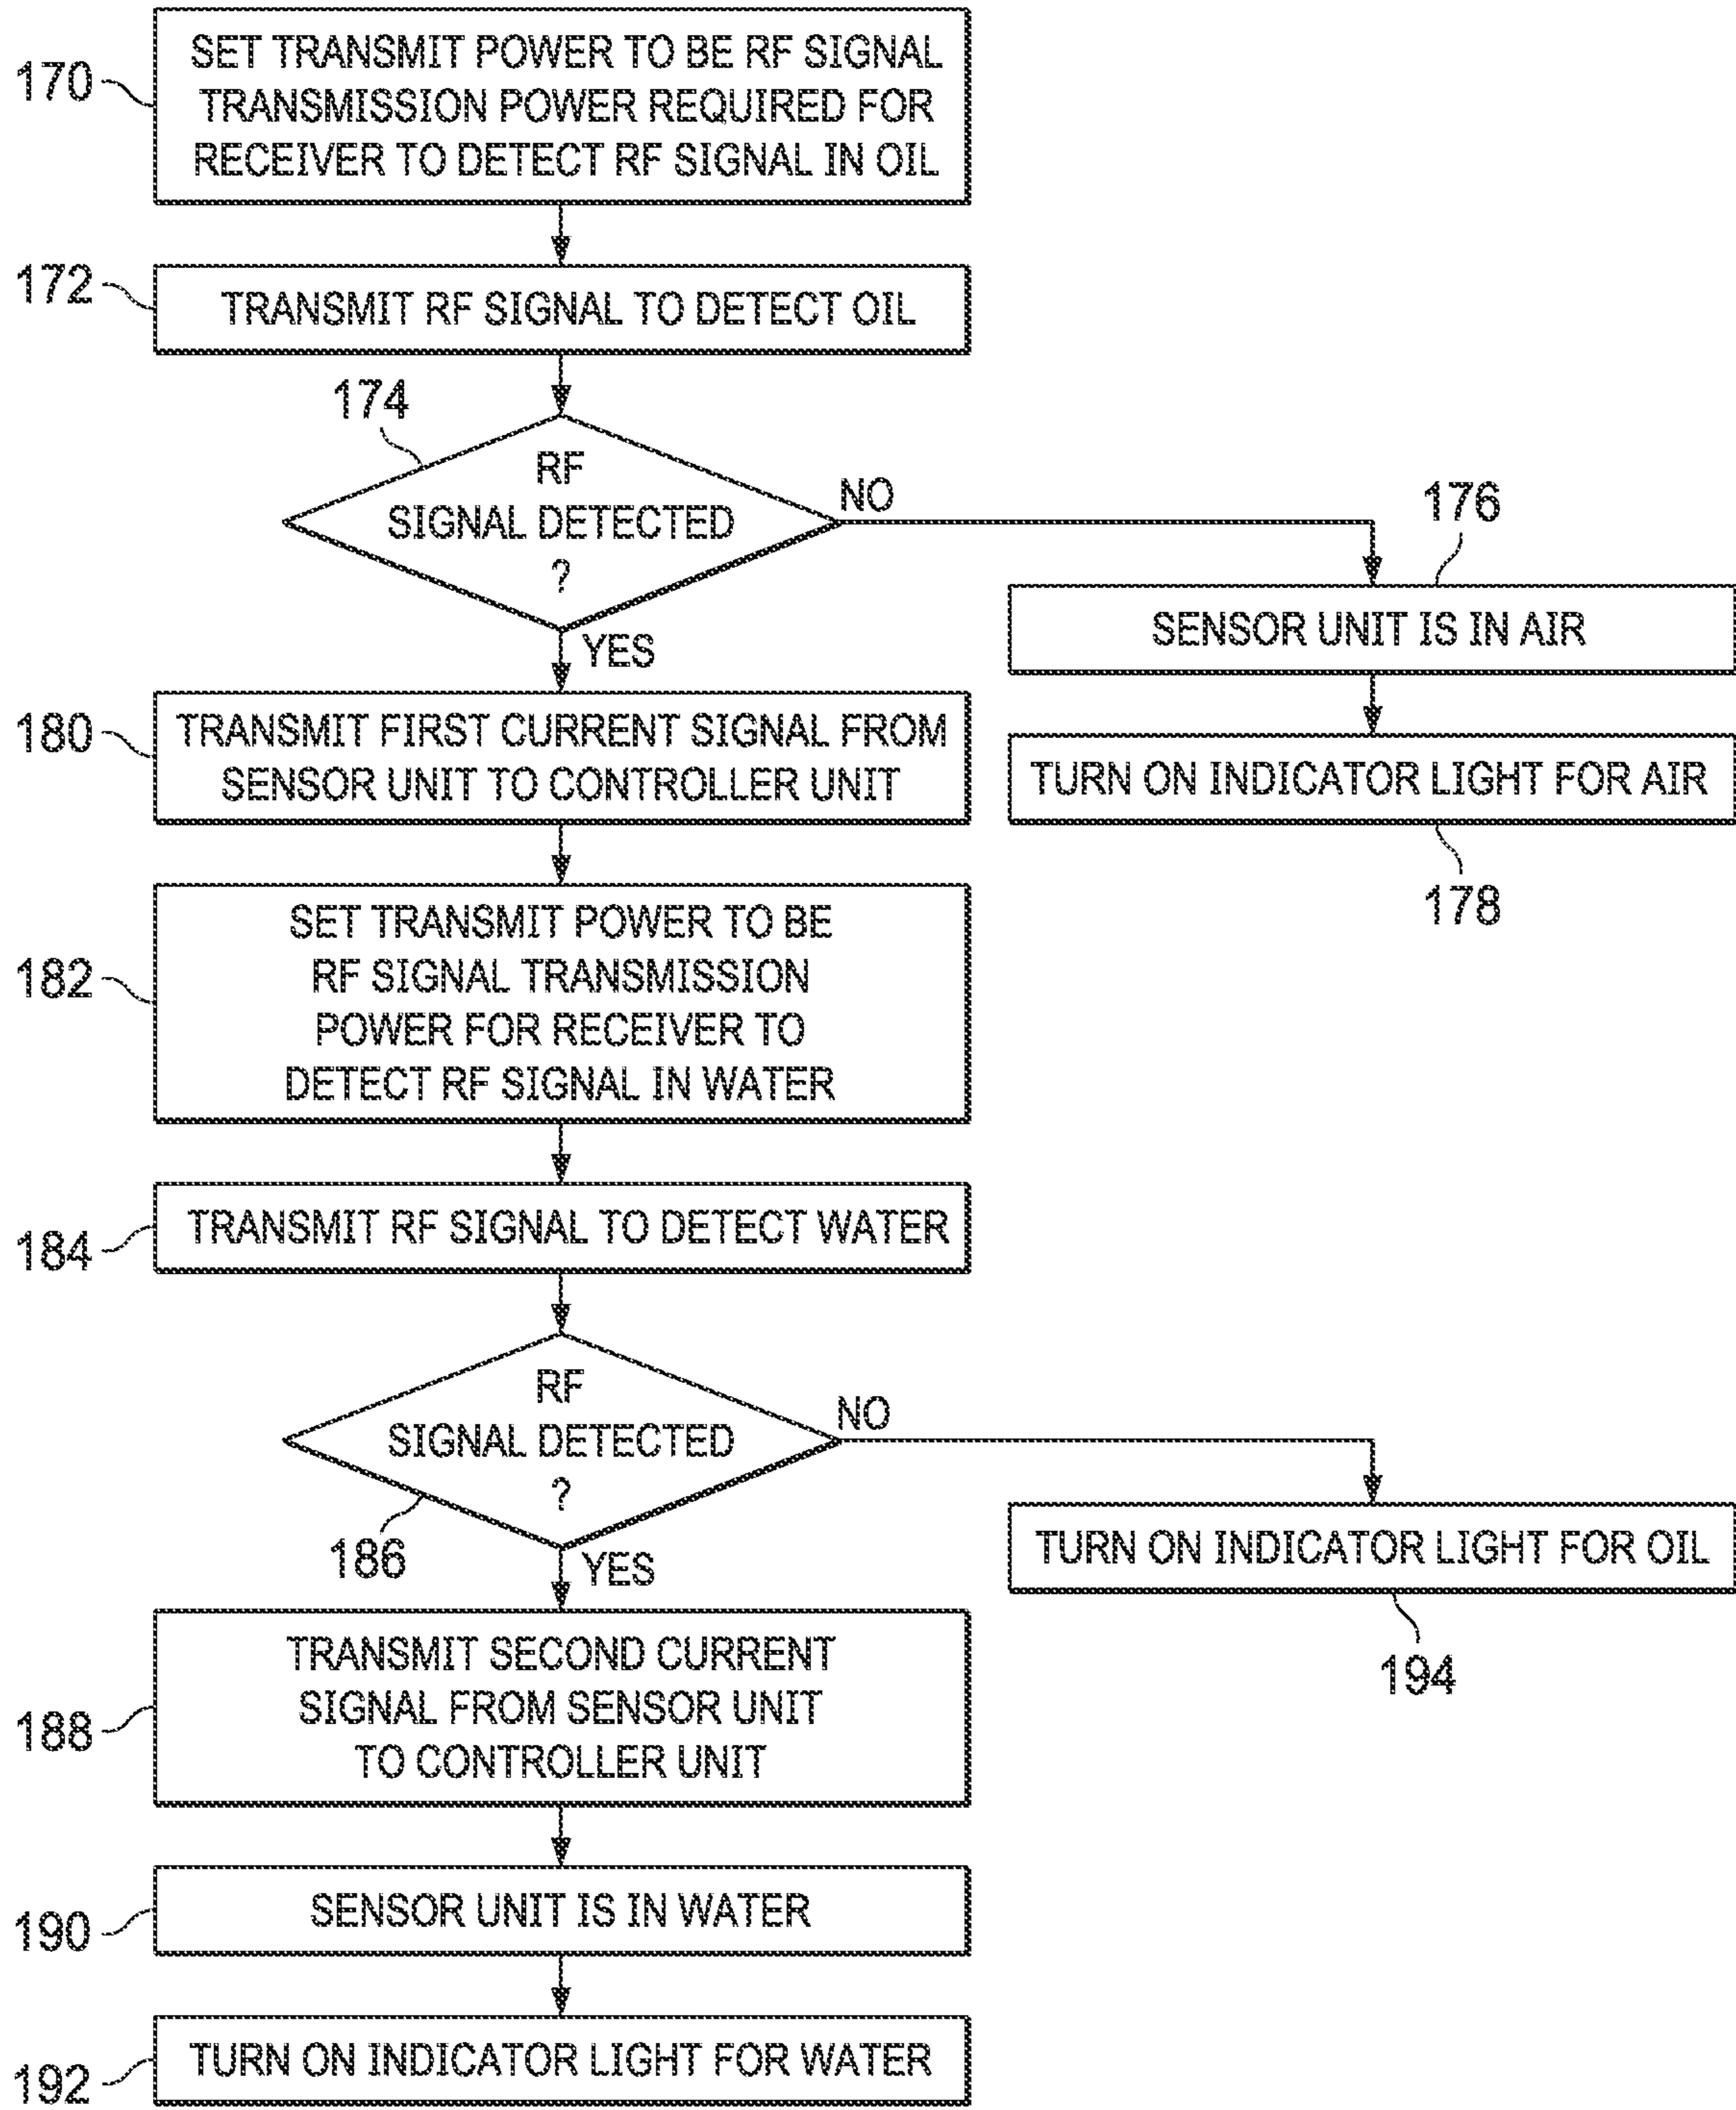 170
SET TRANSMIT POWER TO BE RF SIGNAL
TRANSMISSION POWER REQUIRED FOR
RECEIVER TO DETECT RF SIGNAL IN OIL
172
TRANSMIT RF SIGNAL TO DETECT OIL
174
RF
SIGNAL DETECTED
?
NO
YES
176
SENSOR UNIT IS IN AIR
TURN ON INDICATOR LIGHT FOR AIR
178
180
TRANSMIT FIRST CURRENT SIGNAL FROM
SENSOR UNIT TO CONTROLLER UNIT
182
SET TRANSMIT POWER TO BE
RF SIGNAL TRANSMISSION
POWER FOR RECEIVER TO
DETECT RF SIGNAL IN WATER
184
TRANSMIT RF SIGNAL TO DETECT WATER
RF
SIGNAL DETECTED
?
186
NO
YES
TURN ON INDICATOR LIGHT FOR OIL
194
188
TRANSMIT SECOND CURRENT
SIGNAL FROM SENSOR UNIT
TO CONTROLLER UNIT
190
SENSOR UNIT IS IN WATER
192
TURN ON INDICATOR LIGHT FOR WATER